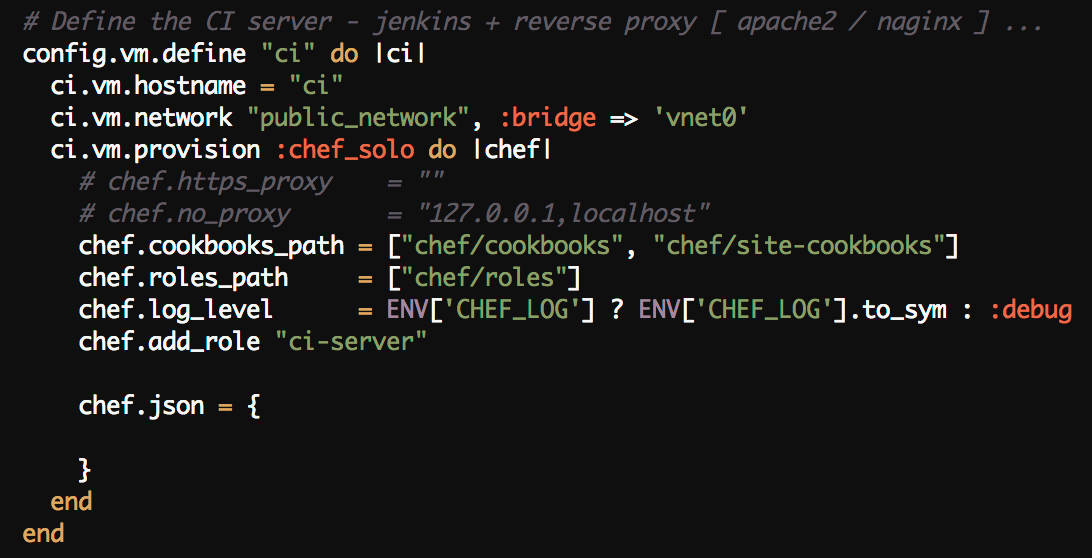 # Define the CI server - jenkins + reverse proxy [ apache2 / naginx ] ...
config.vm.define "ci" do |ci|
  ci.vm.hostname = "ci"
  ci.vm.network "public_network", :bridge => 'vnet0'
  ci.vm.provision :chef_solo do |chef|
    # chef.https_proxy    = ""
    # chef.no_proxy       = "127.0.0.1,localhost"
    chef.cookbooks_path = ["chef/cookbooks", "chef/site-cookbooks"]
    chef.roles_path     = ["chef/roles"]
    chef.log_level      = ENV['CHEF_LOG'] ? ENV['CHEF_LOG'].to_sym : :debug
    chef.add_role "ci-server"

    chef.json = {

    }
  end
end